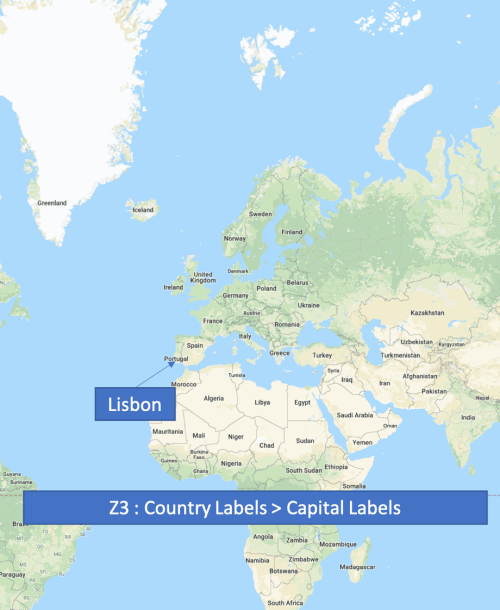 Greenland
Iceland
Sweden
Finland
Norway
Denmark
United
Kingdom
Ireland
Belarus
Poland
Germany
Ukraine
Austria
France
Romania
Kazakhstan
Italy
Spain
Uzbekistan
Kyrgyzstan
Portugal
Greece
Turkey
Turkmenistan
Syria
Afghanistan
Tunisia
Iraq
Iran
Morocco
Pakistan
Lisbon
Algeria
Libya
Egypt
India
Saudi Arabia
Oman
Mauritania
Mali
Niger
Chad
Sudan
Yemen
Burkina
Faso
Guinea
Ghana
Nigeria
South Sudan
Ethiopia
Guyana
Suriname
Somalia
Z3 : Country Labels > Capital Labels
Angola
Zambia
Mozambique
Namibia
Zimbabwe
Botswana
Madagascar
Paraguay
South Africa